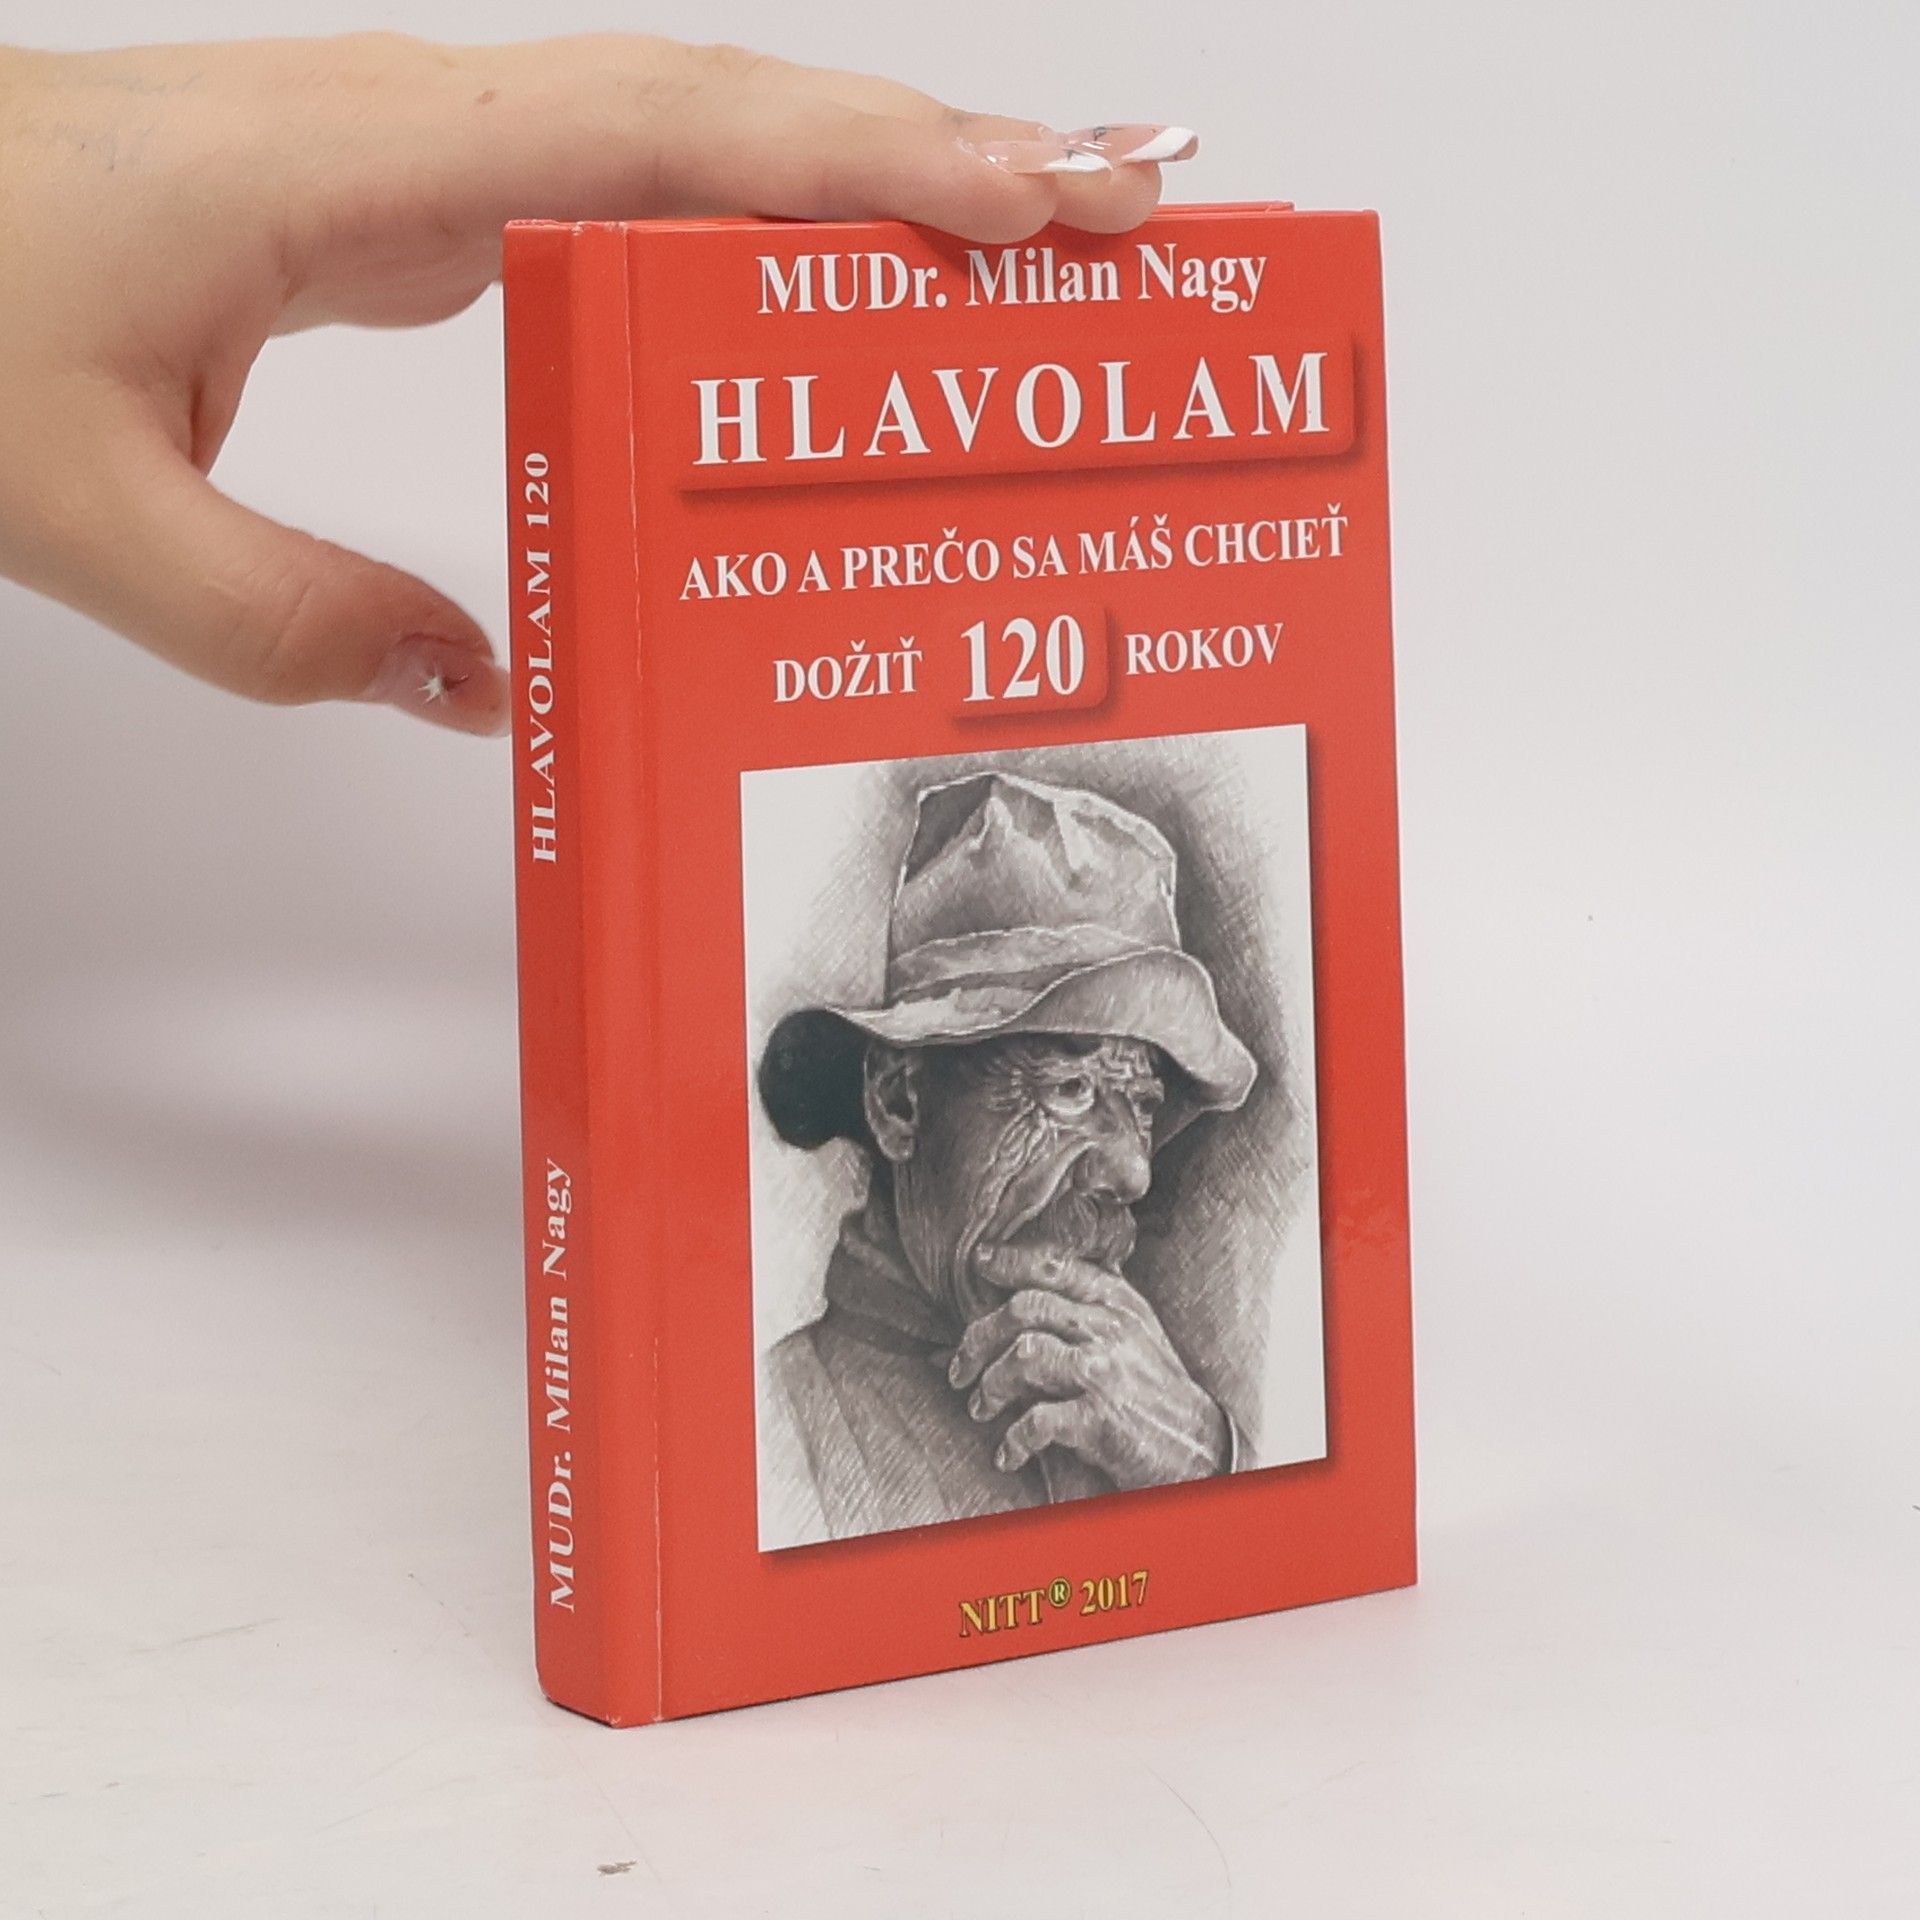 MUDr. Milan Nagy
HLAVOLAM
AKO A PREČO SA MÁŠ CHCIEŤ
DOŽIŤ 120 ROKOV
NITT® 2017
HLAVOLAM 120
MUDr. Milan Nagy